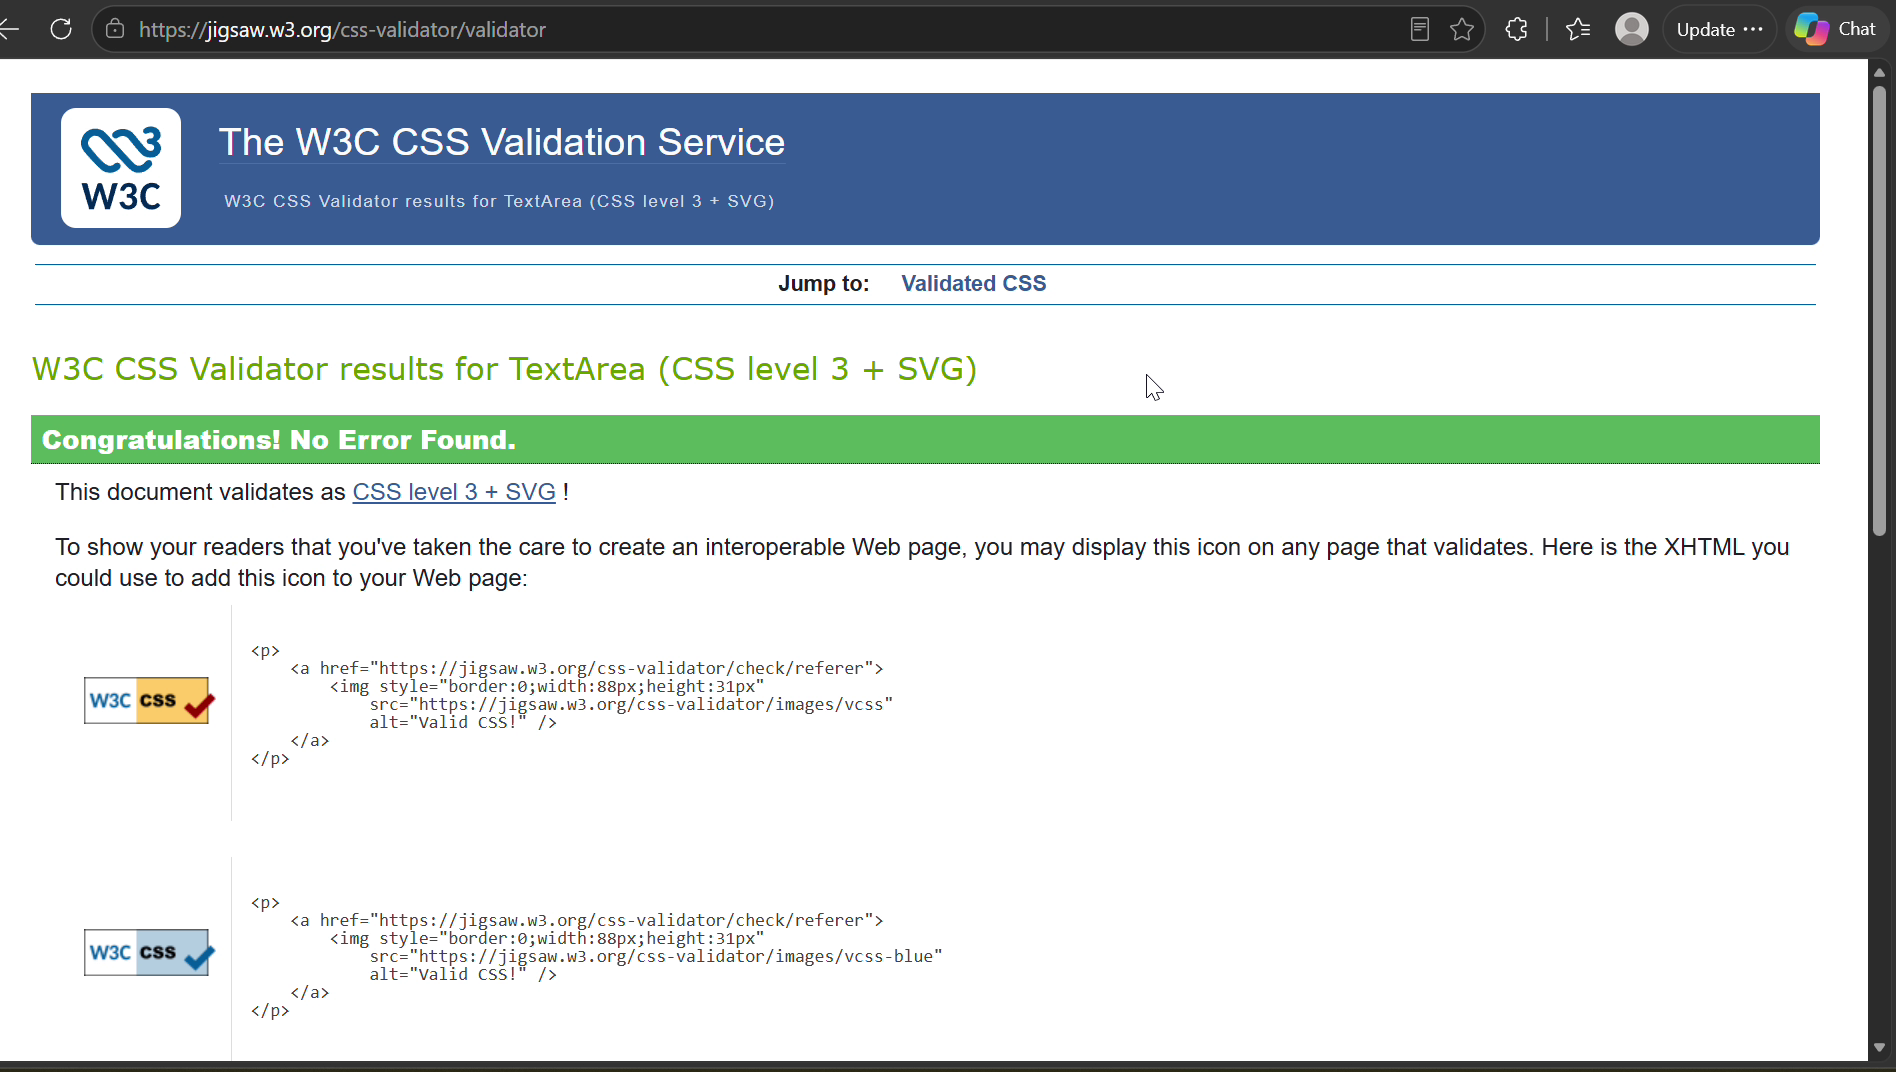 https://jigsaw.w3.org/css-validator/validator
Update
Chat
W3C
The W3C CSS Validation Service
W3C CSS Validator results for TextArea (CSS level 3 + SVG)
Jump to: Validated CSS
W3C CSS Validator results for TextArea (CSS level 3 + SVG)
Congratulations! No Error Found.
This document validates as CSS level 3 + SVG !
To show your readers that you've taken the care to create an interoperable Web page, you may display this icon on any page that validates. Here is the XHTML you
could use to add this icon to your Web page:
W3C css
<p>
<a href="https://jigsaw.w3.org/css-validator/check/referer">
<img style="border:0;width:88px;height:31px"
src="https://jigsaw.w3.org/css-validator/images/vcss"
alt="Valid CSS!" />
</a>
</p>
W3C css
<p>
<a href="https://jigsaw.w3.org/css-validator/check/referer">
<img style="border:0;width:88px;height:31px"
src="https://jigsaw.w3.org/css-validator/images/vcss-blue"
alt="Valid CSS!" />
</a>
</p>